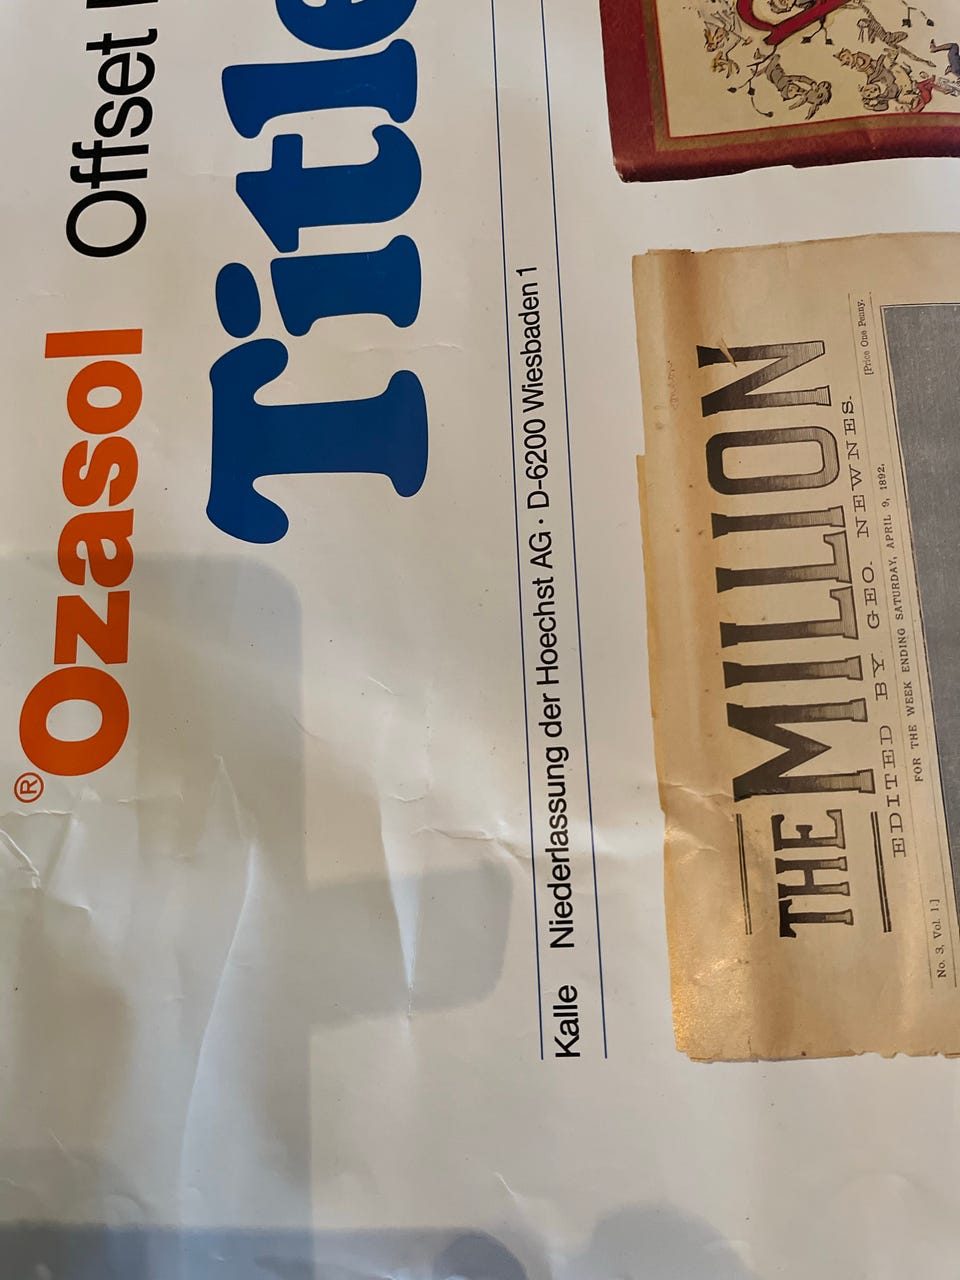 ®Ozasol Offset
Title
Kalle Niederlassung der Hoechst AG · D-6200 Wiesbaden 1
THE MILLION
EDITED BY GEO. NEWNES.
No. 3, Vol. 1.]
FOR THE WEEK ENDING SATURDAY, APRIL 9, 1892.
[Price One Penny.